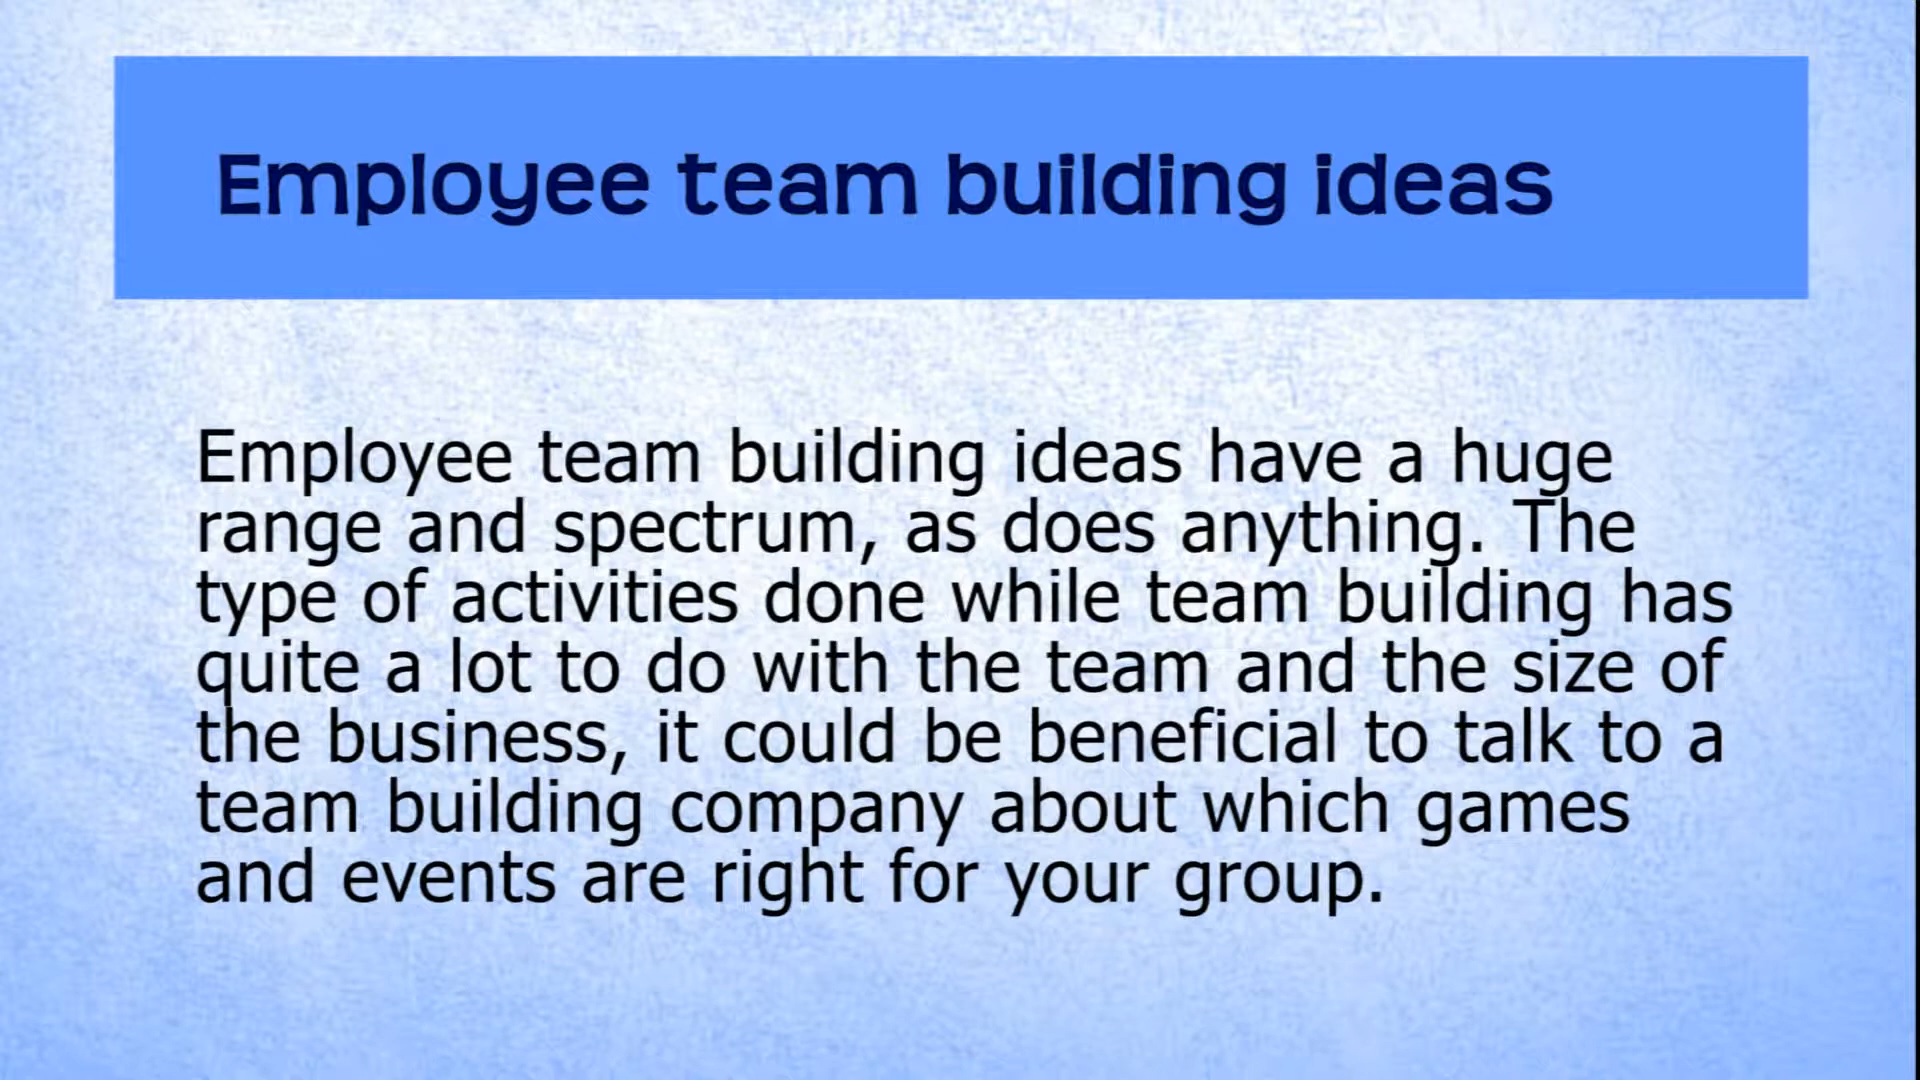 Employee team building ideas
Employee team building ideas have a huge
range and spectrum, as does anything. The
type of activities done while team building has
quite a lot to do with the team and the size of
the business, it could be beneficial to talk to a
team building company about which games
and events are right for your group.